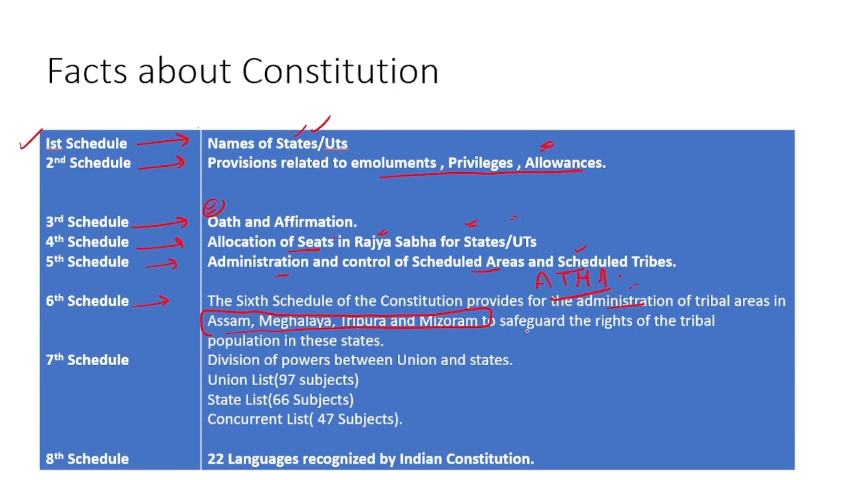 Facts about Constitution
Ist Schedule Names of States/Uts
2nd Schedule Provisions related to emoluments , Privileges , Allowances.
3rd Schedule Oath and Affirmation.
4th Schedule Allocation of Seats in Rajya Sabha for States/UTs
5th Schedule Administration and control of Scheduled Areas and Scheduled Tribes.
ATM
6th Schedule The Sixth Schedule of the Constitution provides for the administration of tribal areas in
Assam, Meghalaya, Tripura and Mizoram to safeguard the rights of the tribal
population in these states.
7th Schedule Division of powers between Union and states.
Union List(97 subjects)
State List(66 Subjects)
Concurrent List( 47 Subjects).
8th Schedule 22 Languages recognized by Indian Constitution.